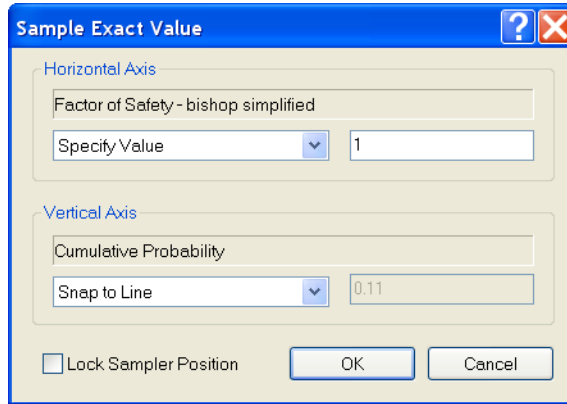 Sample Exact Value
Horizontal Axis
Factor of Safety - bishop simplified
Specify Value 1
Vertical Axis
Cumulative Probability
Snap to Line 0.11
Lock Sampler Position OK Cancel